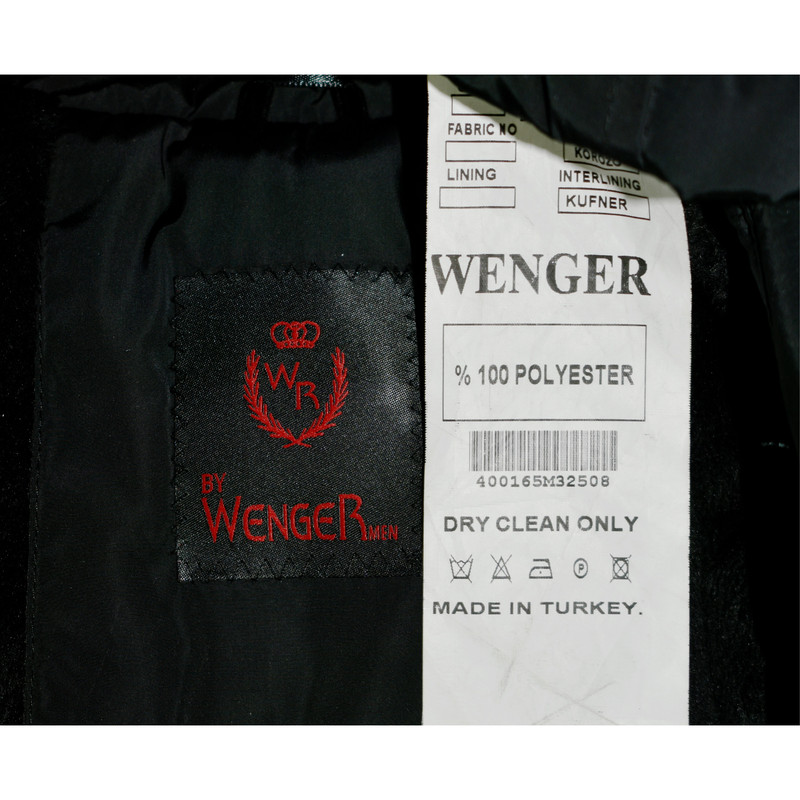 WR
BY
WENGER MEN
FABRIC NO
KOROZO
LINING
INTERLINING
KUFNER
WENGER
% 100 POLYESTER
400165M32508
DRY CLEAN ONLY
P
MADE IN TURKEY.